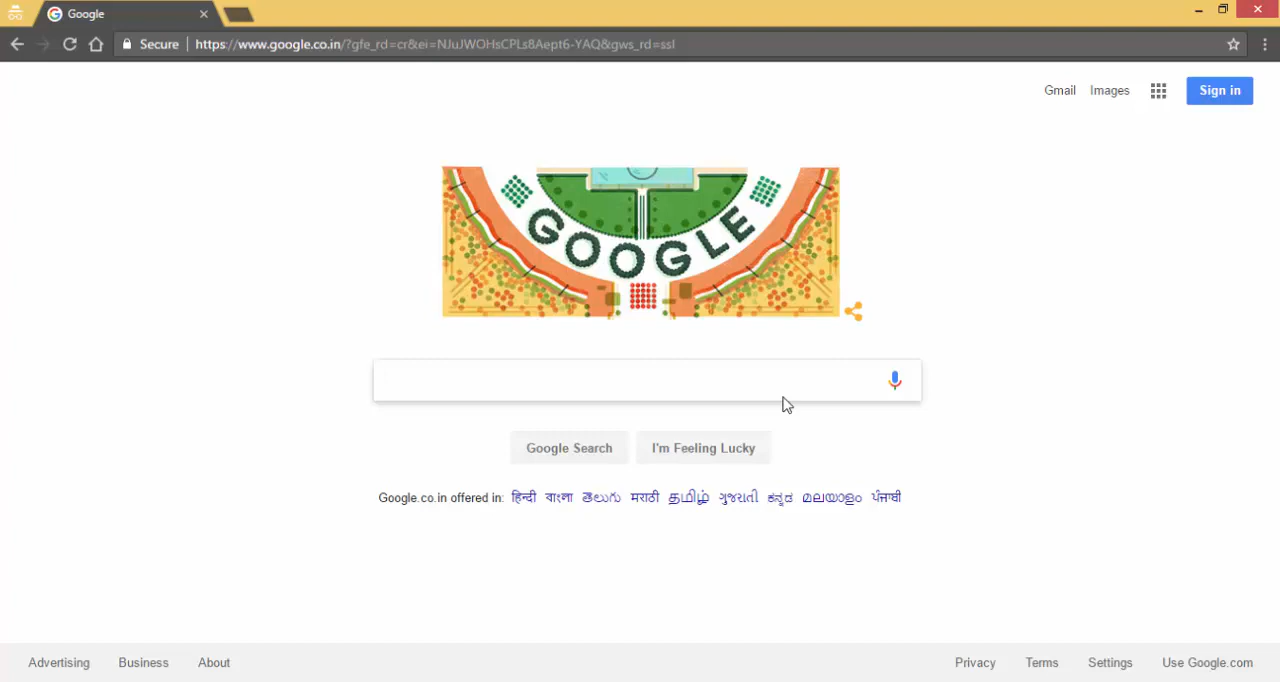 Google
Secure https://www.google.co.in/?gfe_rd=cr&ei=NJuJWOHsCPLs8Aept6-YAQ&gws_rd=ssl
Gmail Images Sign in
GOOGLE
Google Search I'm Feeling Lucky
Google.co.in offered in: हिन्दी বাংলা తెలుగు मराठी தமிழ் ગુજરાતી ಕನ್ನಡ മലയാളം ਪੰਜਾਬੀ
Advertising Business About Privacy Terms Settings Use Google.com